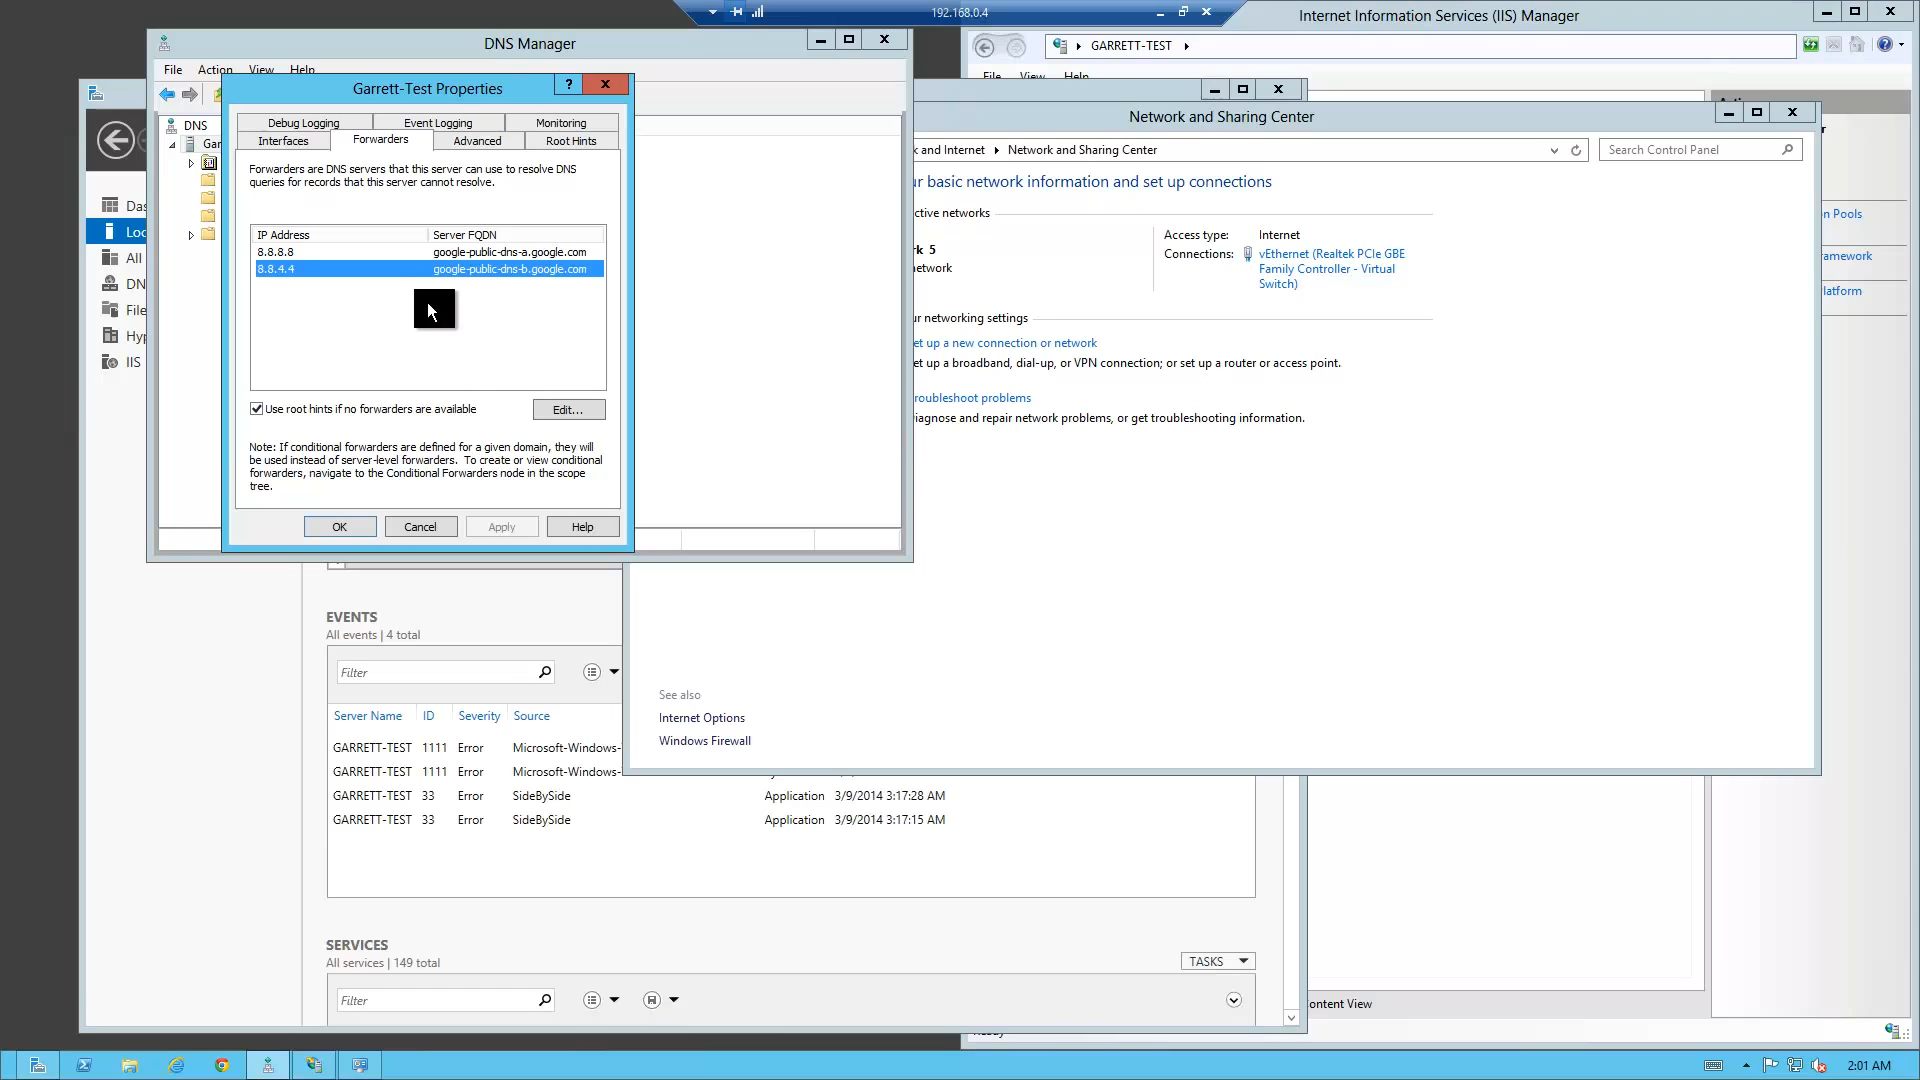 192.168.0.4
Internet Information Services (IIS) Manager
GARRETT-TEST
File View Help
DNS Manager
File Action View Help
DNS
Gar
Garrett-Test Properties
?
Debug Logging Event Logging Monitoring
Interfaces Forwarders Advanced Root Hints
Forwarders are DNS servers that this server can use to resolve DNS
queries for records that this server cannot resolve.
IP Address Server FQDN
8.8.8.8 google-public-dns-a.google.com
8.8.4.4 google-public-dns-b.google.com
Use root hints if no forwarders are available
Edit...
Note: If conditional forwarders are defined for a given domain, they will
be used instead of server-level forwarders. To create or view conditional
forwarders, navigate to the Conditional Forwarders node in the scope
tree.
OK Cancel Apply Help
Das
Loc
All
DN
File
Hyp
IIS
Network and Sharing Center
k and Internet Network and Sharing Center
Search Control Panel
ur basic network information and set up connections
ctive networks
rk 5
network
Access type: Internet
Connections: vEthernet (Realtek PCIe GBE
Family Controller - Virtual
Switch)
ur networking settings
et up a new connection or network
et up a broadband, dial-up, or VPN connection; or set up a router or access point.
roubleshoot problems
iagnose and repair network problems, or get troubleshooting information.
See also
Internet Options
Windows Firewall
r
n Pools
ramework
latform
EVENTS
All events | 4 total
Filter
Server Name ID Severity Source
GARRETT-TEST 1111 Error Microsoft-Windows-
GARRETT-TEST 1111 Error Microsoft-Windows-
GARRETT-TEST 33 Error SideBySide Application 3/9/2014 3:17:28 AM
GARRETT-TEST 33 Error SideBySide Application 3/9/2014 3:17:15 AM
SERVICES
All services | 149 total
TASKS
Filter
ontent View
Ready
2:01 AM